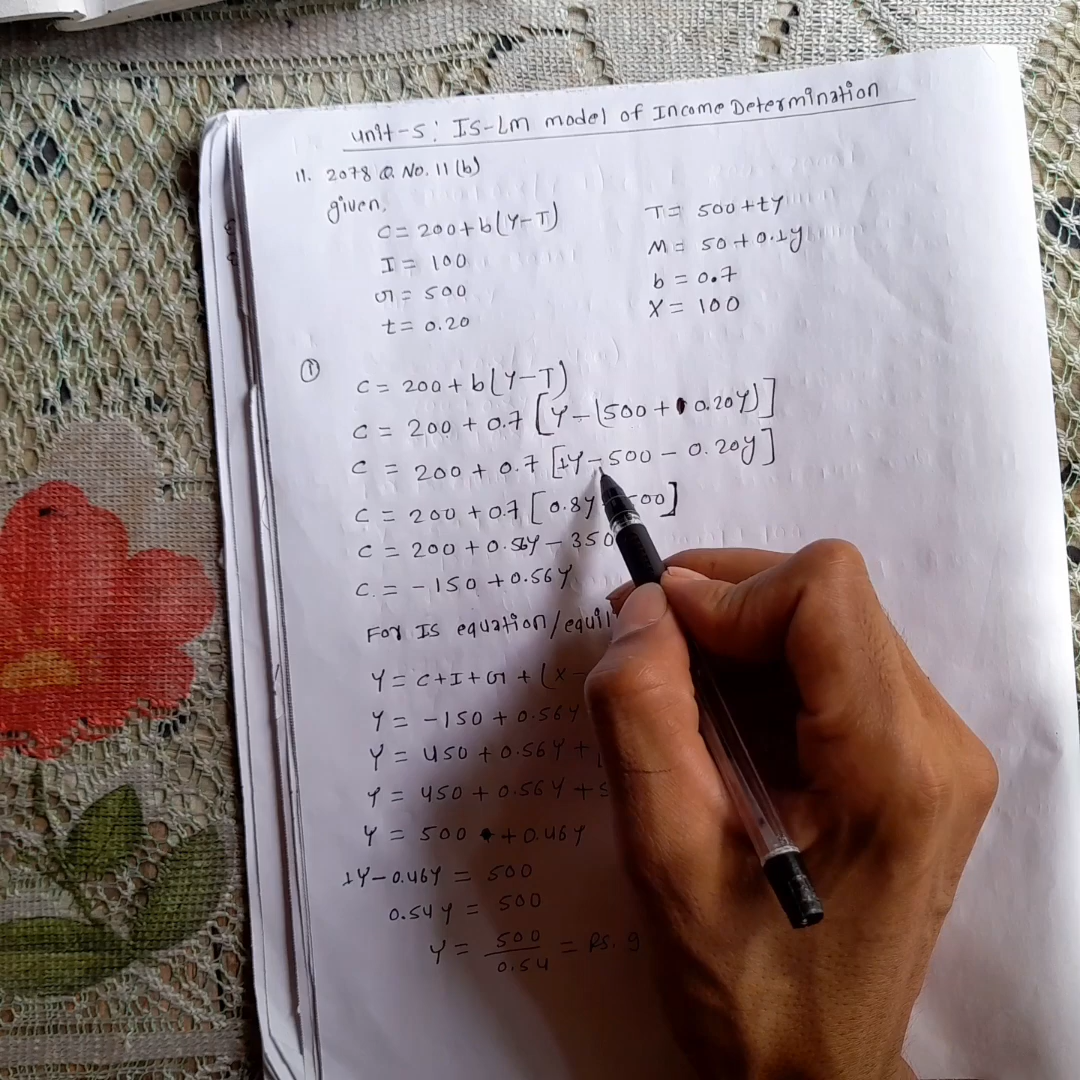 unit-5: IS-LM model of Income Determination
11. 2078 Q. No. 11 (b)
given,
C = 200 + b(Y-T)
I = 100
G = 500
t = 0.20
T = 500 + tY
M = 50 + 0.1y
b = 0.7
X = 100
①
C = 200 + b(Y-T)
C = 200 + 0.7 [Y - (500 + 0.20Y)]
C = 200 + 0.7 [1Y - 500 - 0.20y]
C = 200 + 0.7 [0.8Y 500]
C = 200 + 0.56Y - 350
C = -150 + 0.56Y
For IS equation/
Y = C + I + G + (X -
Y = -150 + 0.56Y
Y = 450 + 0.56Y +
Y = 450 + 0.56Y + 5
Y = 500 + 0.46Y
1Y - 0.46Y = 500
0.54y = 500
Y = 500/0.54 = Rs. 9